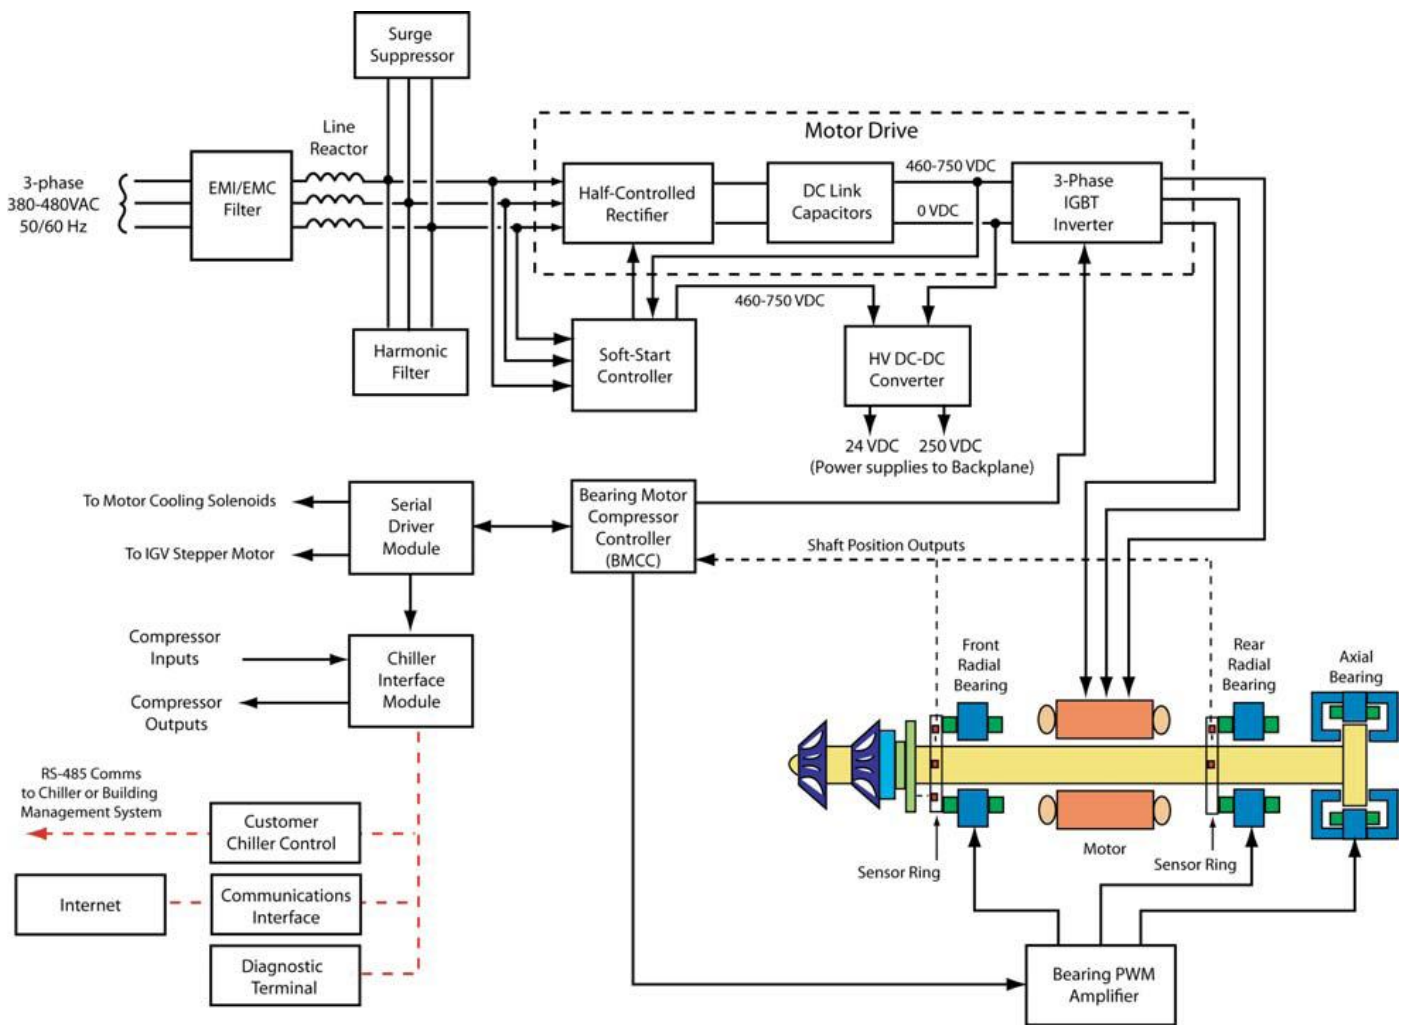 Surge
Suppressor
Motor Drive
Line
Reactor
3-phase
380-480VAC
50/60 Hz
EMI/EMC
Filter
Half-Controlled
Rectifier
DC Link
Capacitors
460-750 VDC
0 VDC
3-Phase
IGBT
Inverter
Harmonic
Filter
Soft-Start
Controller
460-750 VDC
HV DC-DC
Converter
24 VDC
250 VDC
(Power supplies to Backplane)
To Motor Cooling Solenoids
To IGV Stepper Motor
Serial
Driver
Module
Bearing Motor
Compressor
Controller
(BMCC)
Shaft Position Outputs
Compressor
Inputs
Compressor
Outputs
Chiller
Interface
Module
Front
Radial
Bearing
Rear
Radial
Bearing
Axial
Bearing
RS-485 Comms
to Chiller or Building
Management System
Customer
Chiller Control
Internet
Communications
Interface
Diagnostic
Terminal
Sensor Ring
Motor
Sensor Ring
Bearing PWM
Amplifier